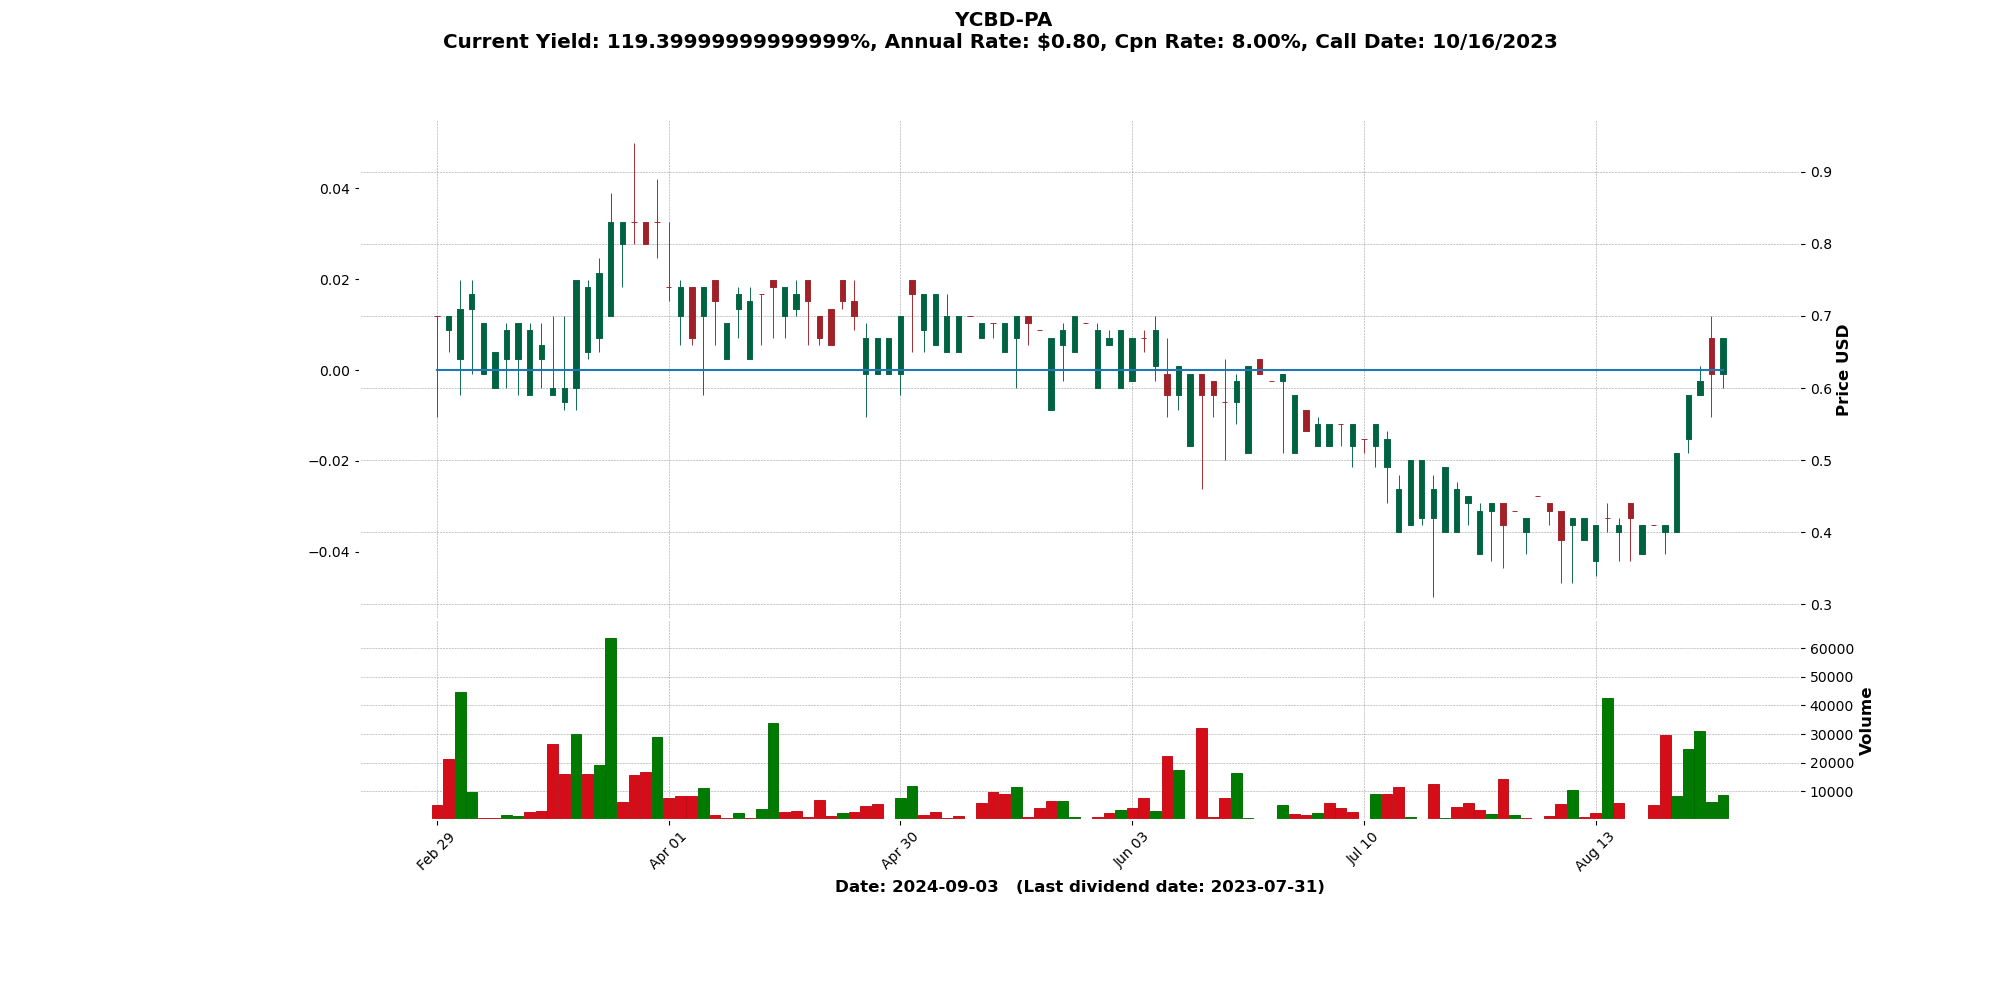 YCBD-PA
Current Yield: 119.39999999999999%, Annual Rate: $0.80, Cpn Rate: 8.00%, Call Date: 10/16/2023
0.04
0.02
0.00
−0.02
−0.04
0.9
0.8
0.7
0.6
0.5
0.4
0.3
Price USD
60000
50000
40000
30000
20000
10000
Volume
Feb 29
Apr 01
Apr 30
Jun 03
Jul 10
Aug 13
Date: 2024-09-03   (Last dividend date: 2023-07-31)